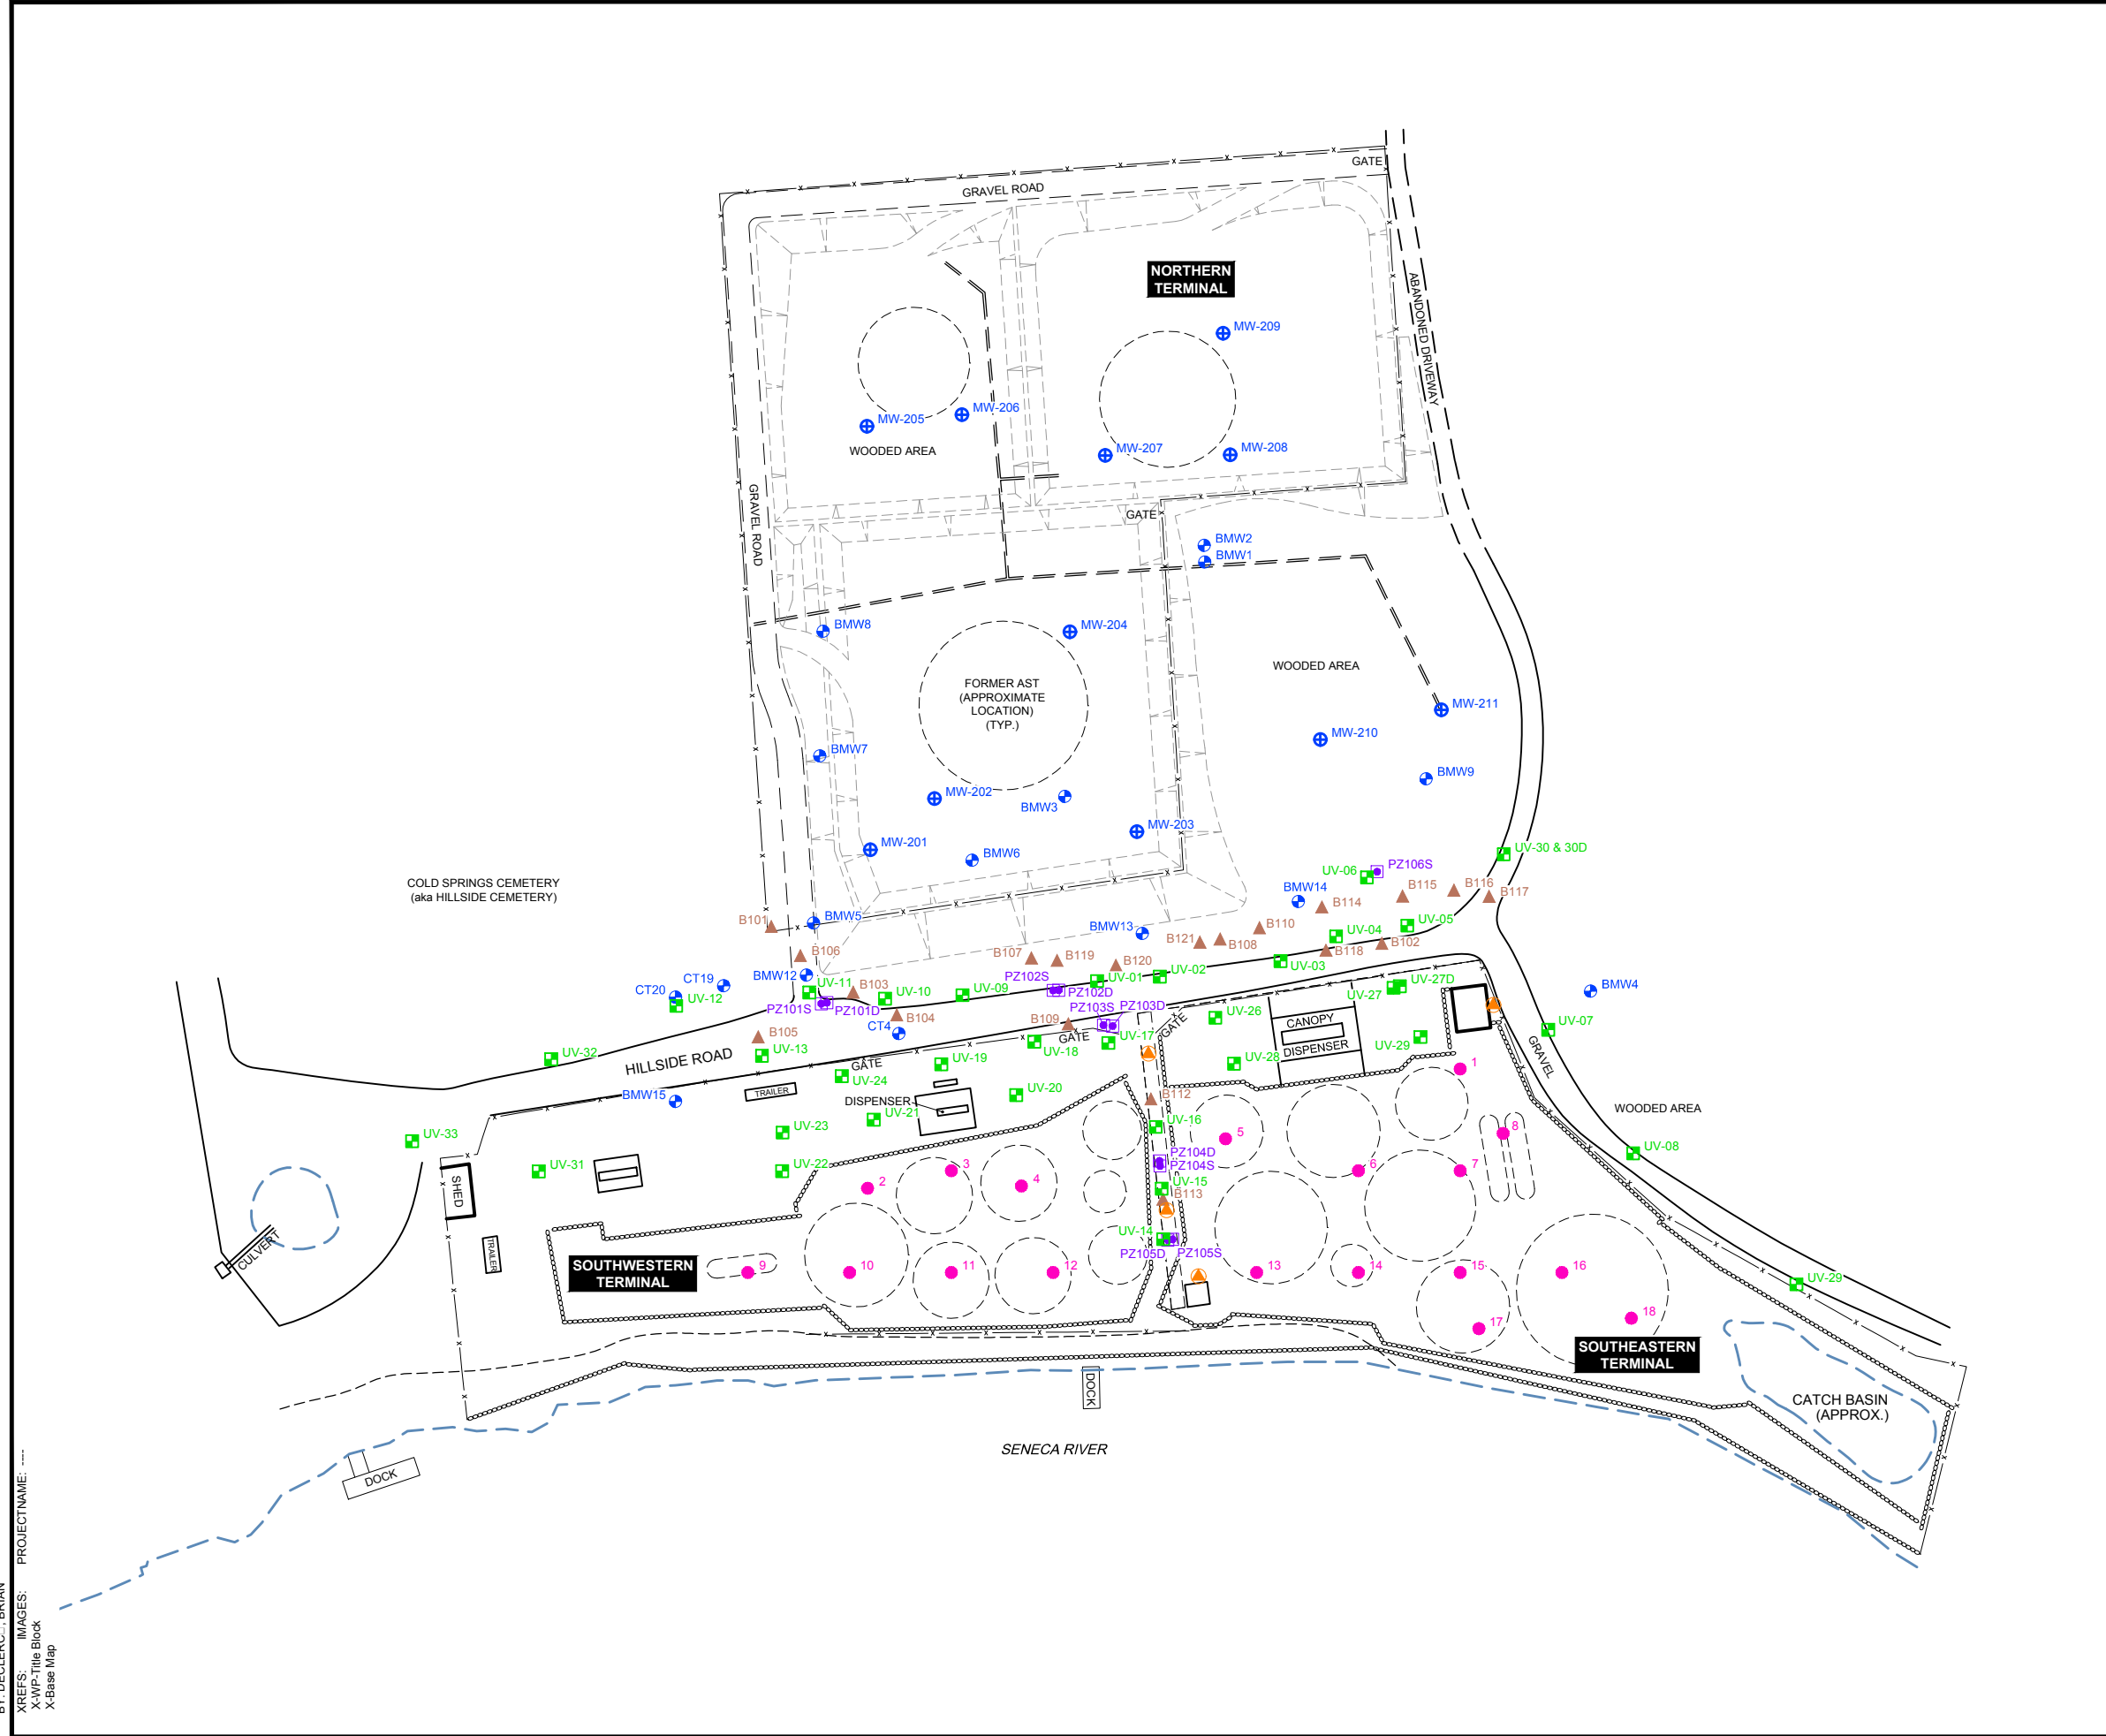 GATE
GRAVEL ROAD
NORTHERN
TERMINAL
ABANDONED DRIVEWAY
MW-209
MW-206
MW-205
WOODED AREA
MW-207
MW-208
GRAVEL ROAD
GATE
BMW2
BMW1
BMW8
MW-204
WOODED AREA
FORMER AST
(APPROXIMATE
LOCATION)
(TYP.)
MW-211
MW-210
BMW7
BMW9
MW-202
BMW3
MW-203
MW-201
BMW6
UV-30 & 30D
PZ106S
UV-06
COLD SPRINGS CEMETERY
(aka HILLSIDE CEMETERY)
B115
B116
B117
BMW14
B114
B101
BMW5
BMW13
B110
UV-05
UV-04
B121
B108
B118
B102
B106
B107
B119
B120
UV-03
UV-02
CT19
BMW12
PZ102S
UV-01
CT20
UV-12
UV-11
B103
UV-10
UV-09
PZ102D
UV-27D
UV-27
BMW4
PZ101S
PZ101D
B104
PZ103S
PZ103D
UV-26
CANOPY
CT4
B109
GATE
GATE
UV-07
B105
UV-17
DISPENSER
UV-29
UV-13
UV-18
GRAVEL
UV-32
HILLSIDE ROAD
GATE
UV-19
UV-28
1
UV-24
TRAILER
BMW15
DISPENSER
UV-20
B112
WOODED AREA
UV-21
UV-33
UV-23
UV-16
5
8
PZ104D
PZ104S
UV-08
UV-31
UV-22
3
6
7
SHED
2
4
UV-15
B113
CULVERT
TRAILER
UV-14
PZ105D
PZ105S
SOUTHWESTERN
TERMINAL
9
10
11
12
13
14
15
16
UV-29
17
18
SOUTHEASTERN
TERMINAL
DOCK
CATCH BASIN
(APPROX.)
SENECA RIVER
DOCK
XREFS:
IMAGES:
PROJECTNAME: ----
X-WP-Title Block
X-Base Map